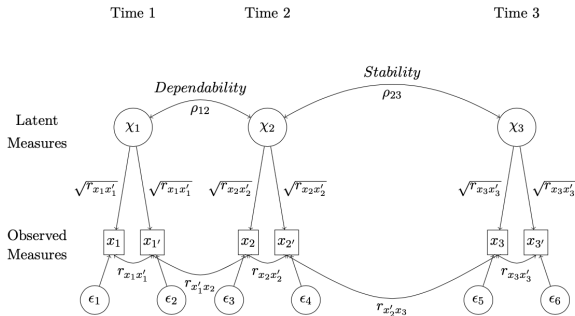 Time 1 Time 2 Time 3
Stability
Dependability
ρ₂₃
ρ₁₂
Latent
Measures
χ₁ χ₂ χ₃
√r_{x₁x₁′} √r_{x₁x₁′} √r_{x₂x₂′} √r_{x₂x₂′} √r_{x₃x₃′} √r_{x₃x₃′}
Observed
Measures
x₁ x₁′ x₂ x₂′ x₃ x₃′
r_{x₁x₁′} r_{x₂x₂′} r_{x₃x₃′}
r_{x₁′x₂}
r_{x₂′x₃}
ϵ₁ ϵ₂ ϵ₃ ϵ₄ ϵ₅ ϵ₆